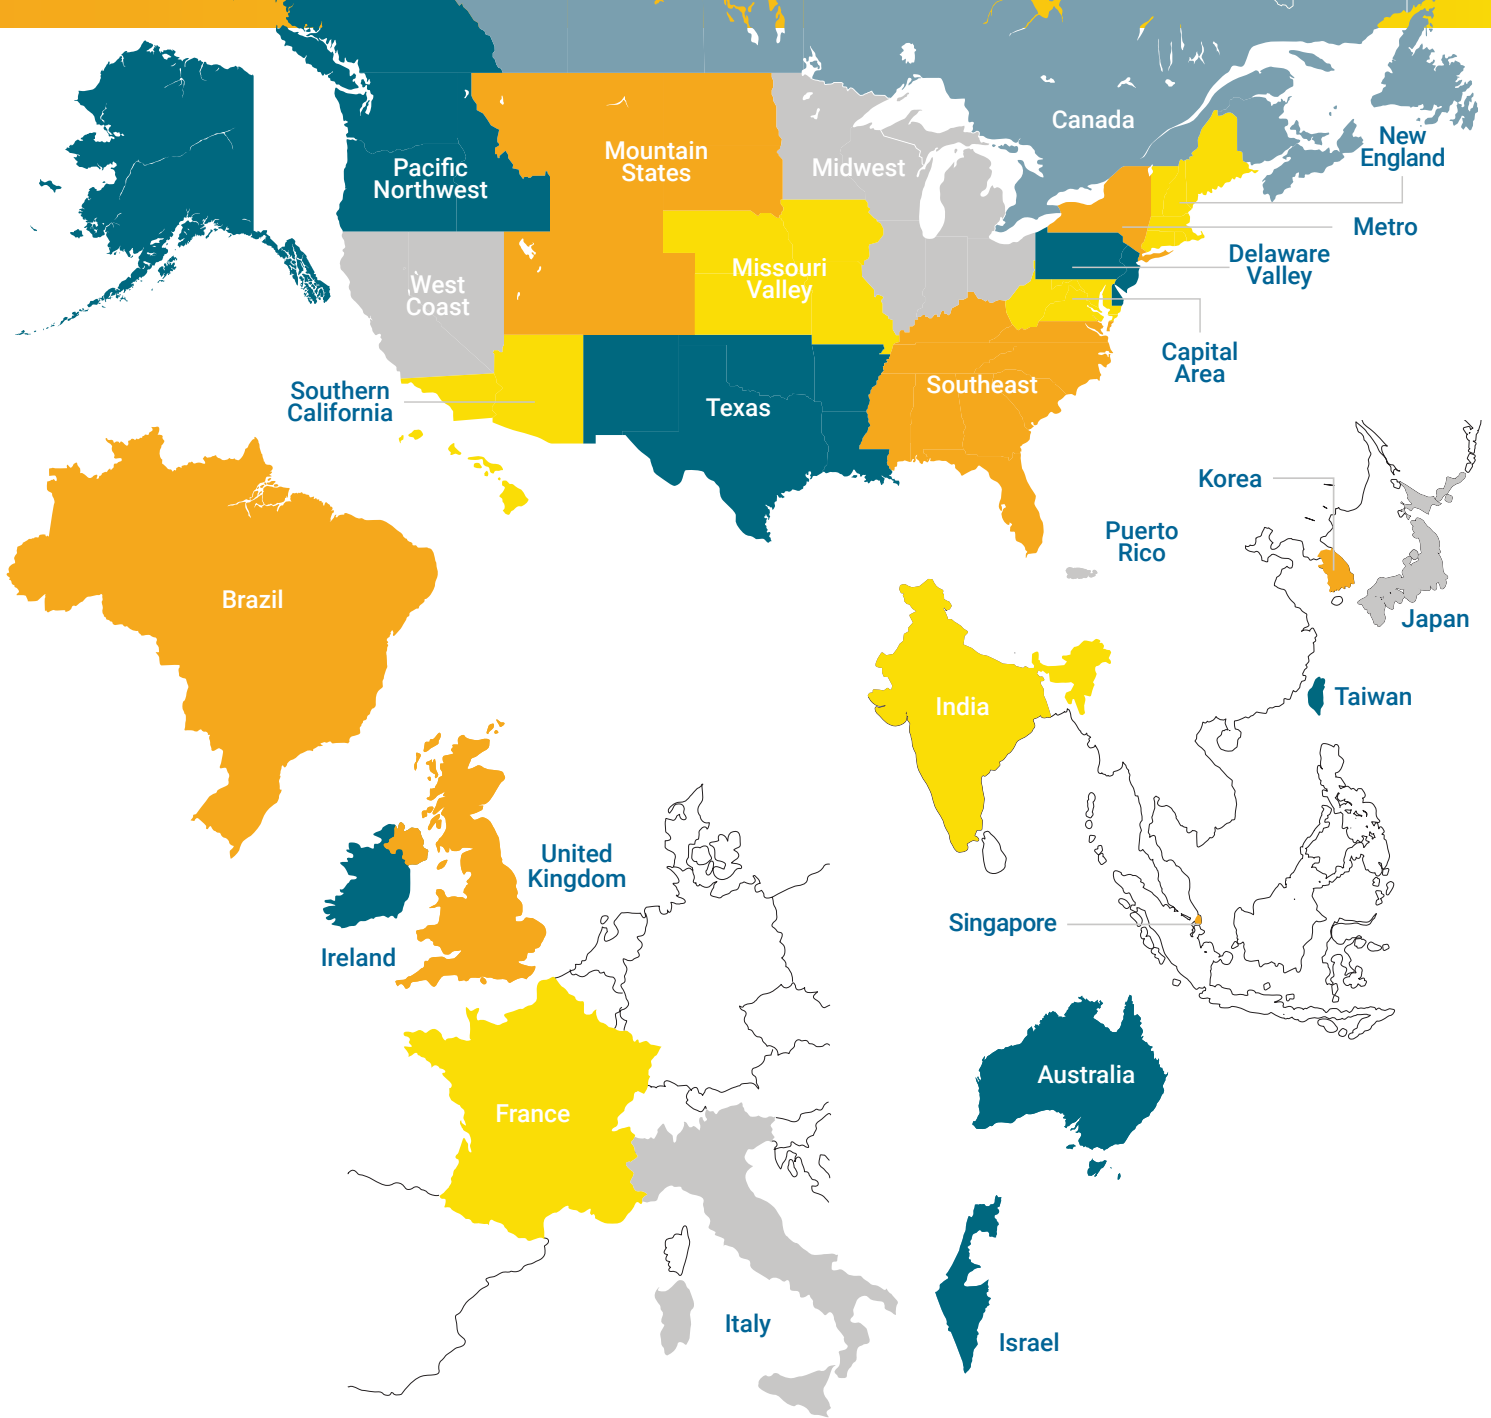 Canada
New
England
Mountain
States
Midwest
Pacific
Northwest
Metro
Delaware
Valley
Missouri
Valley
West
Coast
Capital
Area
Southern
California
Southeast
Texas
Korea
Puerto
Rico
Brazil
Japan
India
Taiwan
United
Kingdom
Singapore
Ireland
Australia
France
Italy
Israel